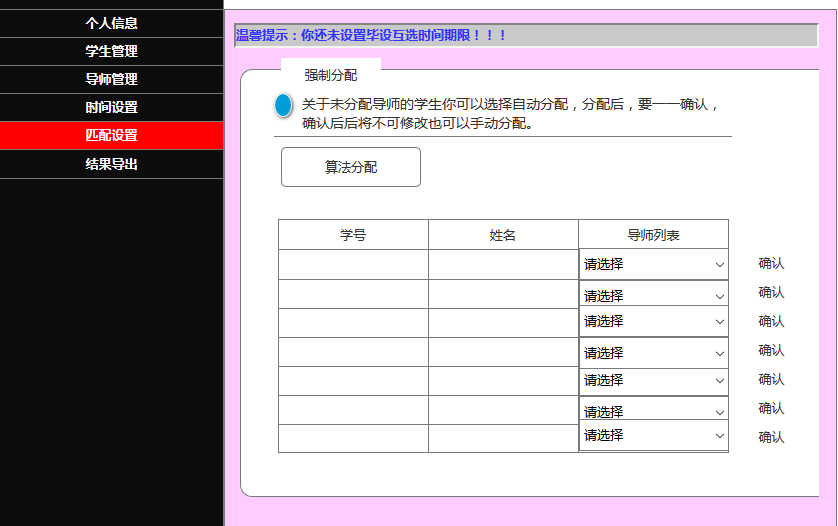 个人信息
学生管理
导师管理
时间设置
匹配设置
结果导出
温馨提示：你还未设置毕设互选时间期限！！！
强制分配
关于未分配导师的学生你可以选择自动分配，分配后，要一一确认，
确认后后将不可修改也可以手动分配。
算法分配
学号 姓名 导师列表
请选择 确认
请选择 确认
请选择 确认
请选择 确认
请选择 确认
请选择 确认
请选择 确认